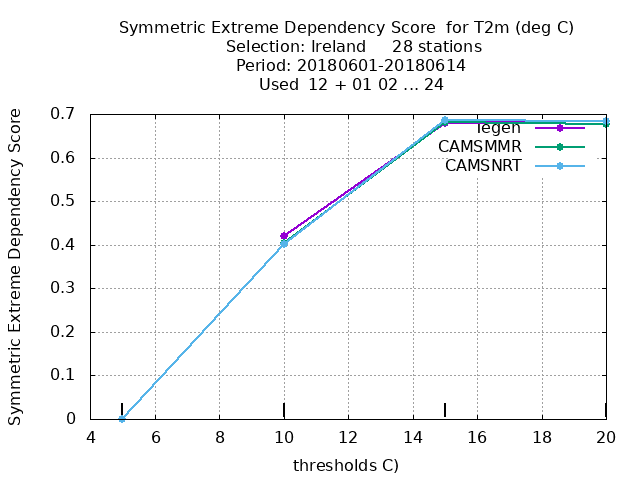 Symmetric Extreme Dependency Score for T2m (deg C)
Selection: Ireland 28 stations
Period: 20180601-20180614
Used 12 + 01 02 ... 24
Symmetric Extreme Dependency Score
0.7
0.6
0.5
0.4
0.3
0.2
0.1
0
Tegen
CAMSMMR
CAMSNRT
4 6 8 10 12 14 16 18 20
thresholds C)